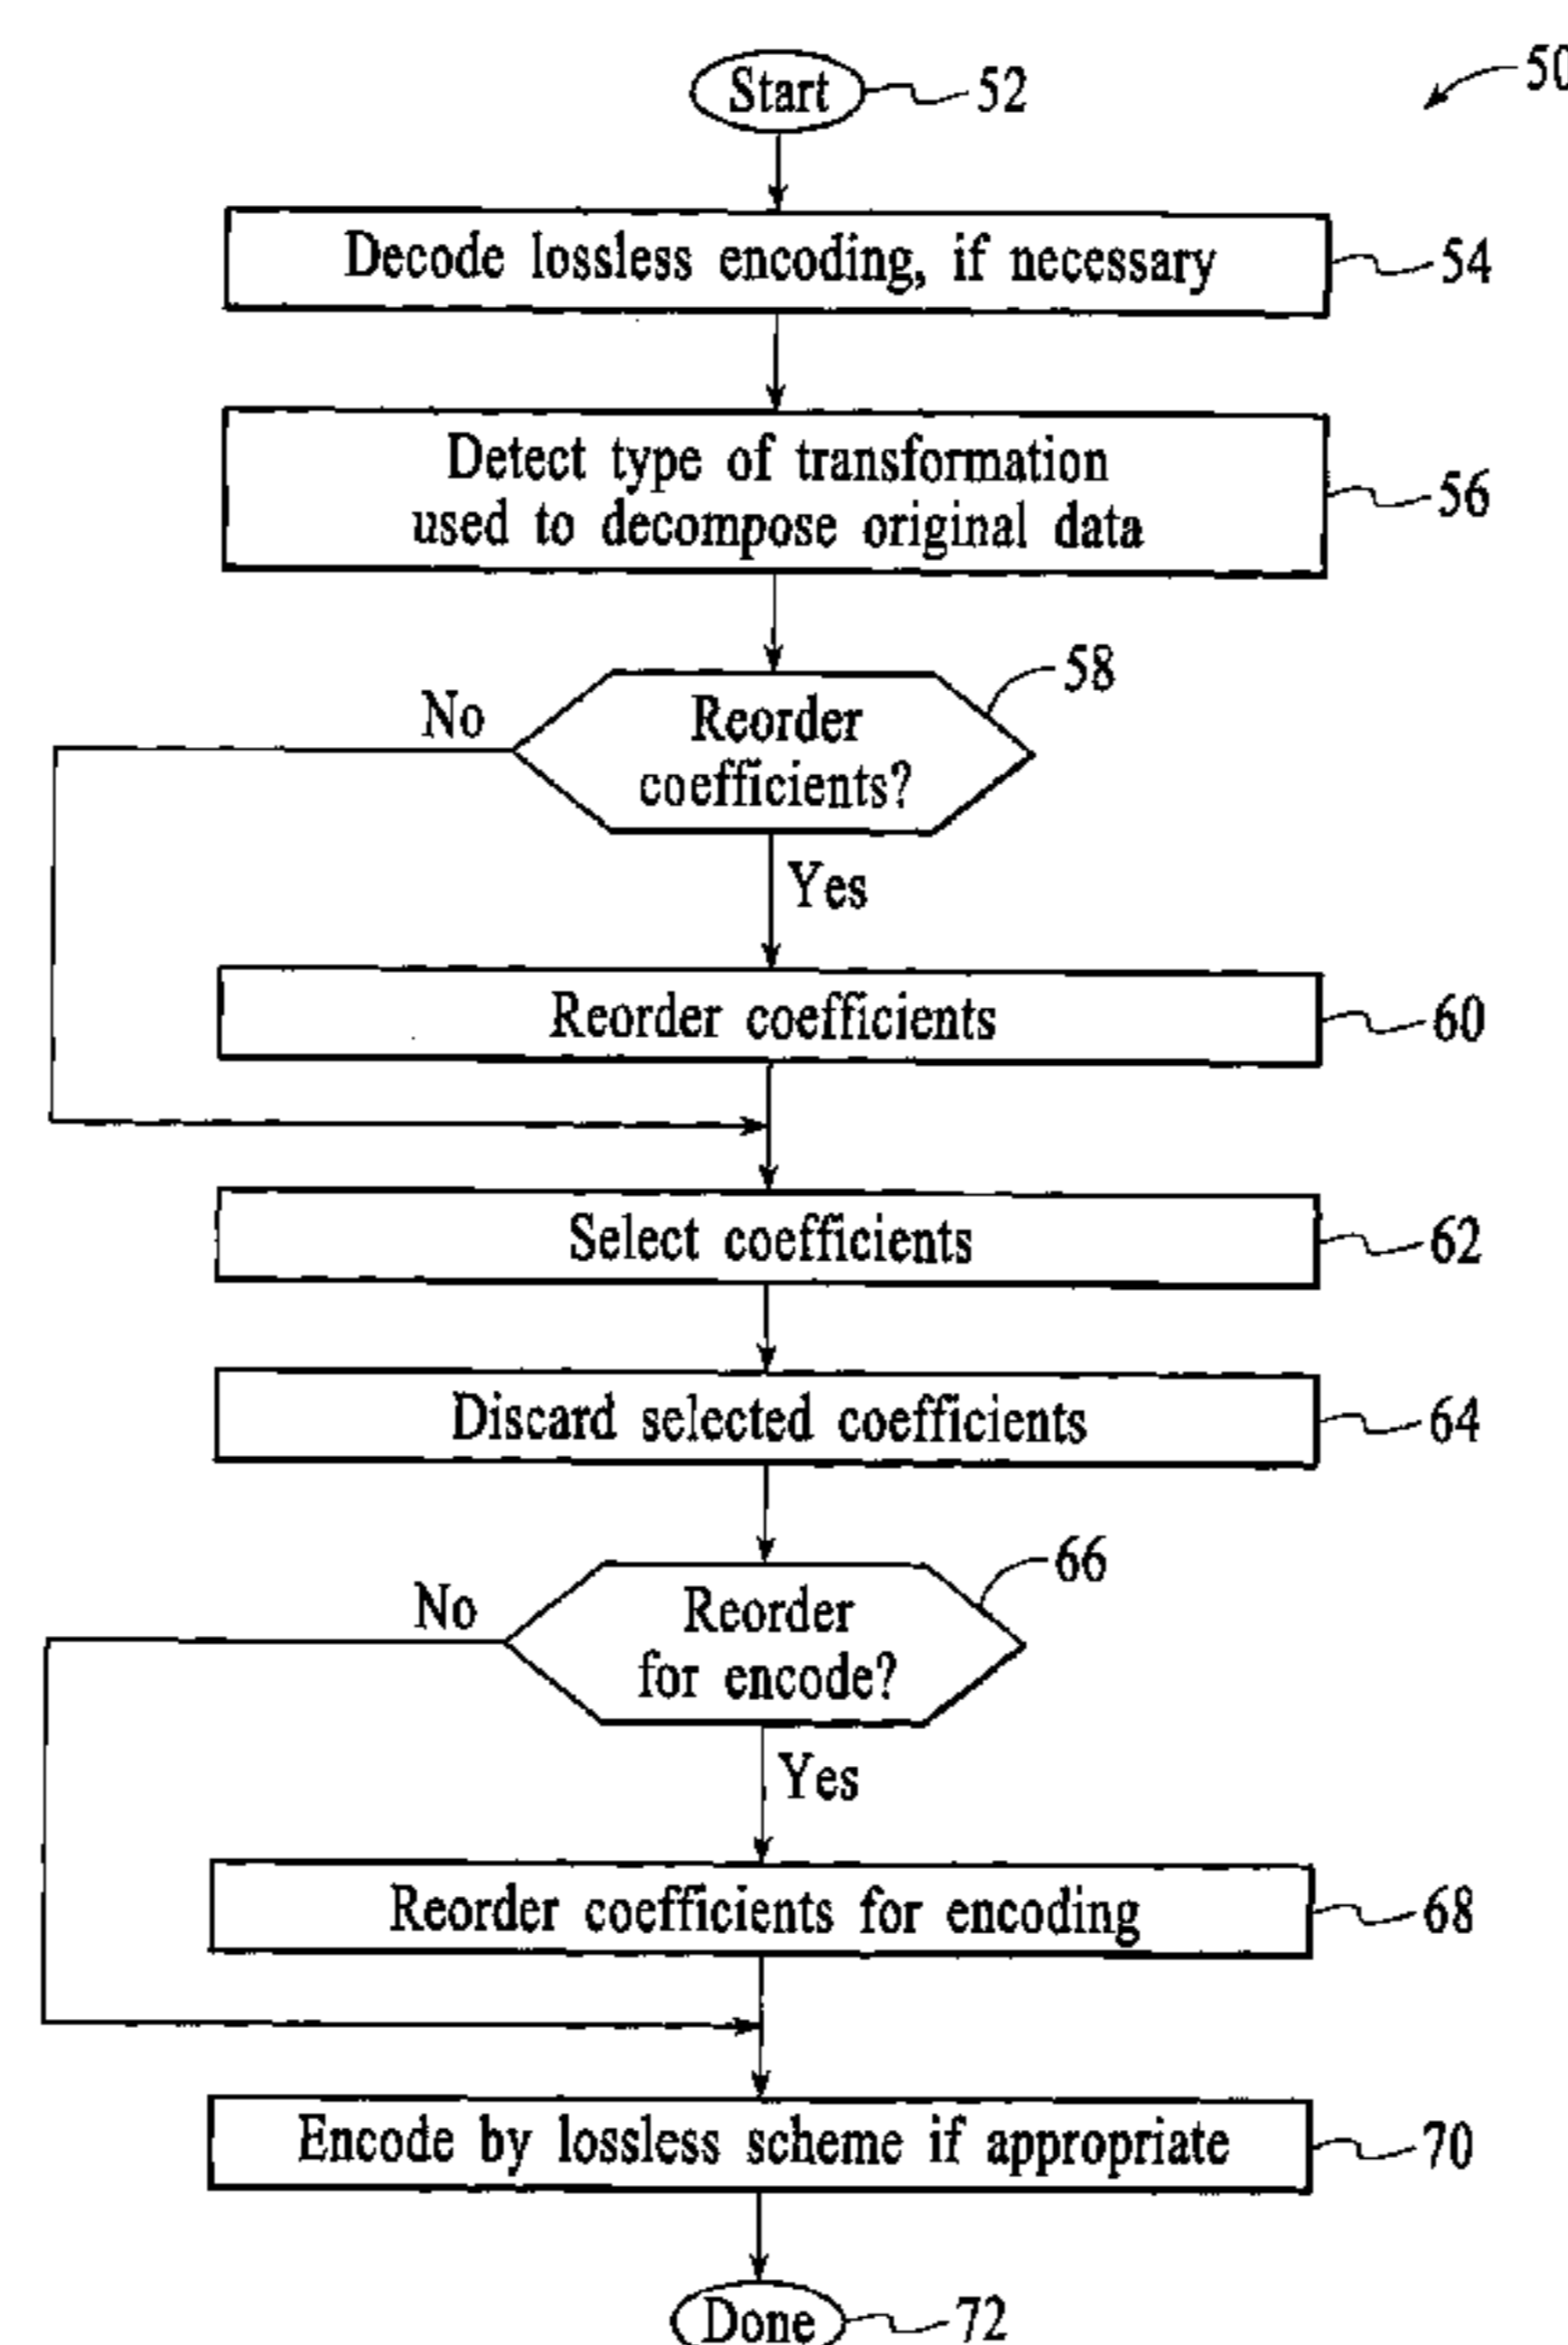 Start
52
50
Decode lossless encoding, if necessary
54
Detect type of transformation
used to decompose original data
56
58
No
Reorder
coefficients?
Yes
Reorder coefficients
60
Select coefficients
62
Discard selected coefficients
64
66
No
Reorder
for encode?
Yes
Reorder coefficients for encoding
68
Encode by lossless scheme if appropriate
70
Done
72